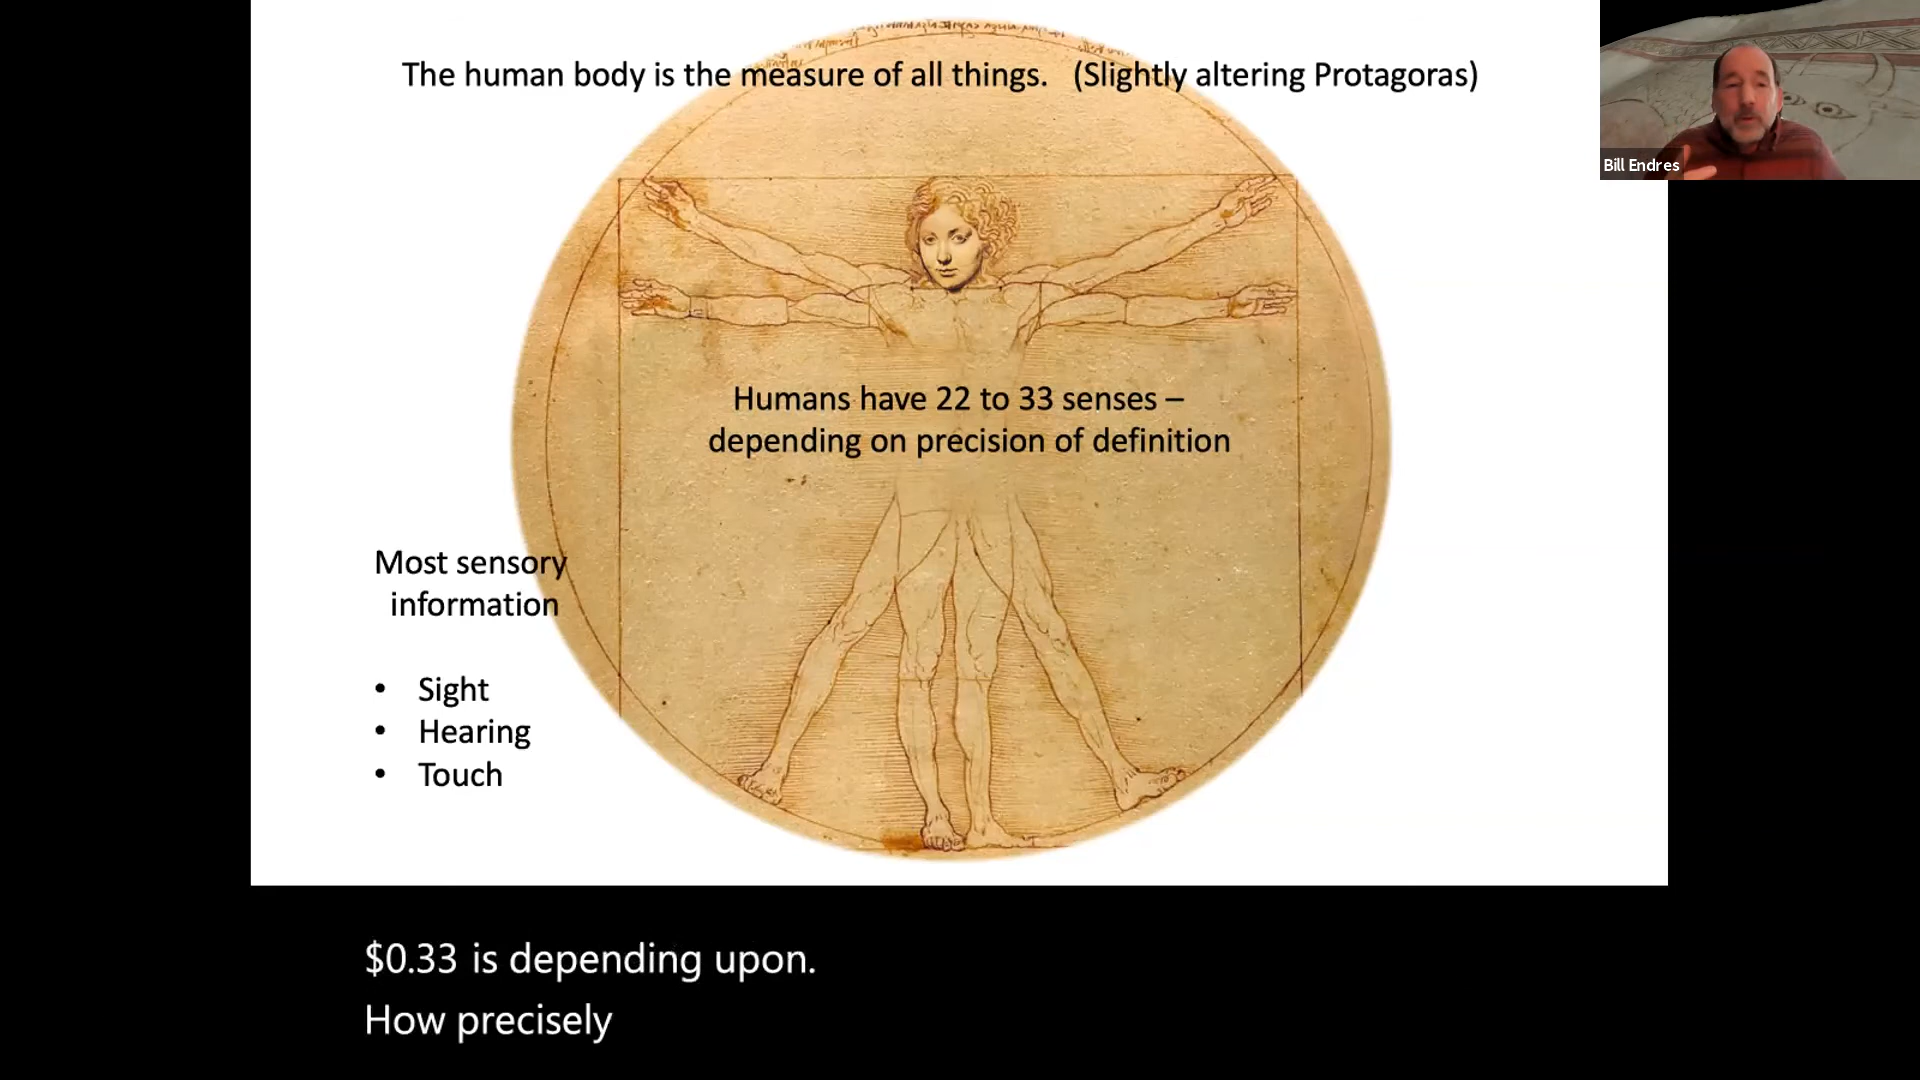 The human body is the measure of all things. (Slightly altering Protagoras)
Bill Endres
Humans have 22 to 33 senses –
depending on precision of definition
Most sensory
information
• Sight
• Hearing
• Touch
$0.33 is depending upon.
How precisely